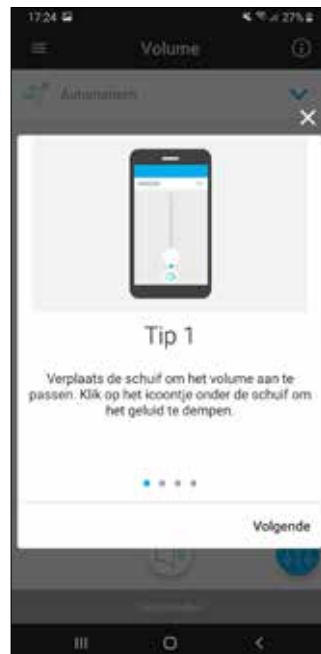 17:24 27%
Volume
Automatisch
Tip 1
Verplaats de schuif om het volume aan te
passen. Klik op het icoontje onder de schuif om
het geluid te dempen.
Volgende